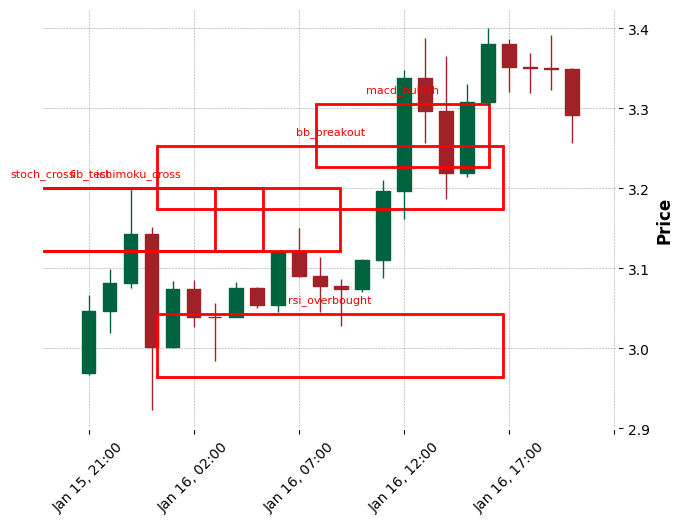 3.4
macd_bullish
3.3
bb_breakout
stoch_cross
fib_test
ichimoku_cross
3.2
Price
3.1
rsi_overbought
3.0
2.9
Jan 15, 21:00
Jan 16, 02:00
Jan 16, 07:00
Jan 16, 12:00
Jan 16, 17:00